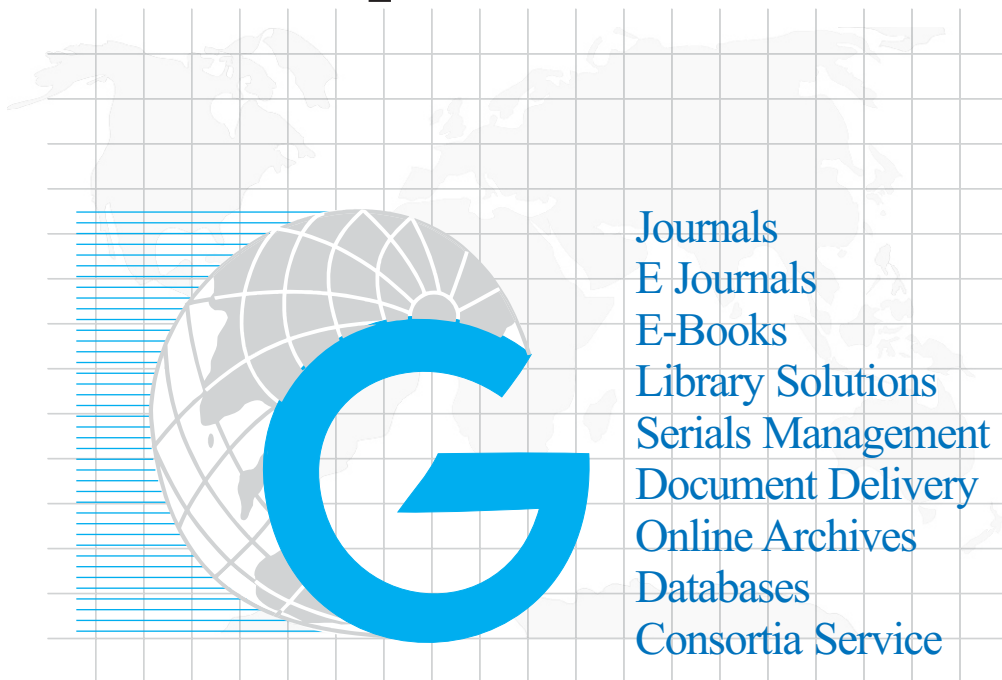 G
Journals
E Journals
E-Books
Library Solutions
Serials Management
Document Delivery
Online Archives
Databases
Consortia Service